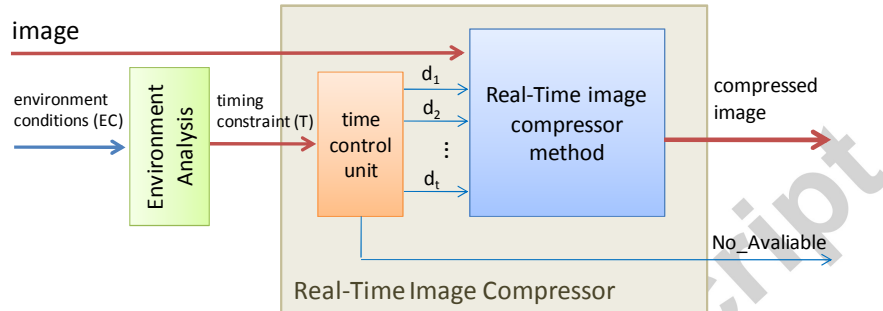 image
environment
conditions (EC)
Environment
Analysis
timing
constraint (T)
time
control
unit
d1
d2
⋮
dt
Real-Time image
compressor
method
compressed
image
No_Avaliable
Real-Time Image Compressor
cript